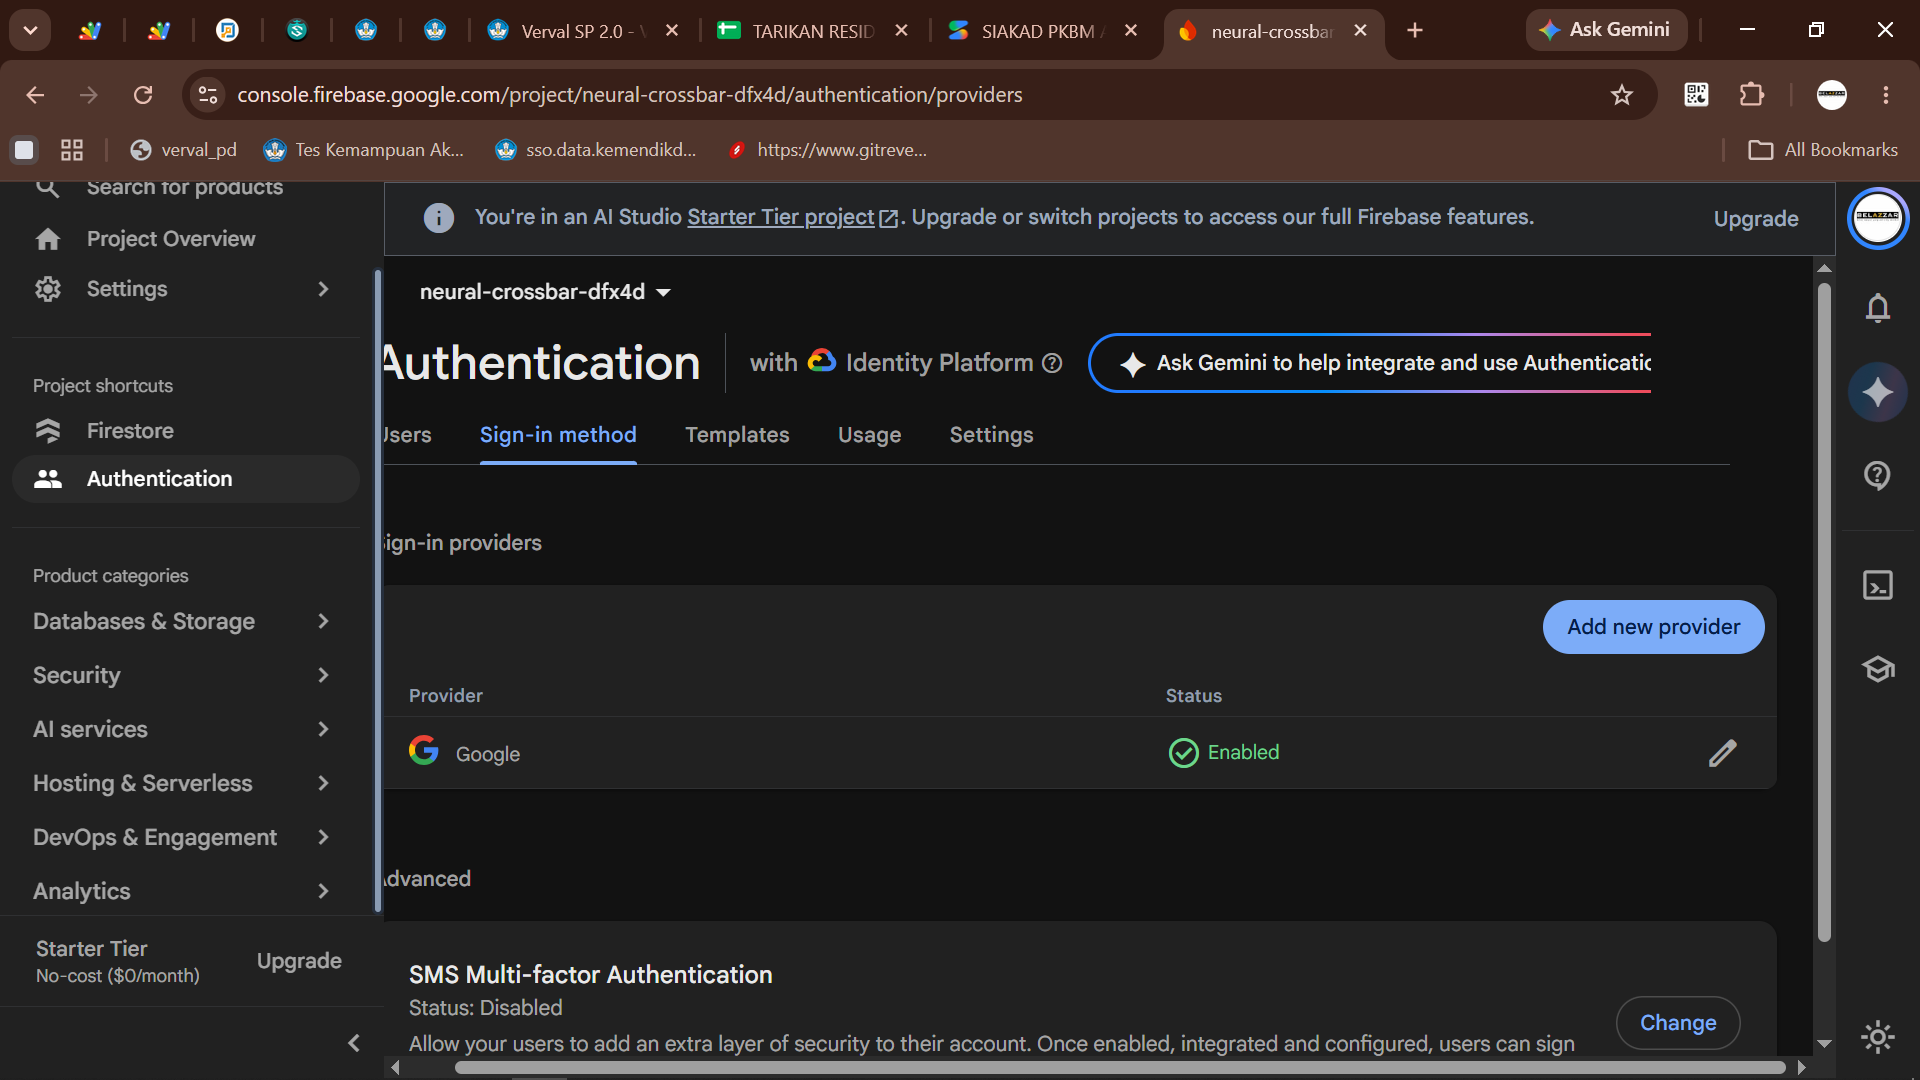 Verval SP 2.0 -
TARIKAN RESID
SIAKAD PKBM
neural-crossbar
Ask Gemini
console.firebase.google.com/project/neural-crossbar-dfx4d/authentication/providers
verval_pd
Tes Kemampuan Ak...
sso.data.kemendikd...
https://www.gitreve...
All Bookmarks
Search for products
Project Overview
Settings
Project shortcuts
Firestore
Authentication
Product categories
Databases & Storage
Security
AI services
Hosting & Serverless
DevOps & Engagement
Analytics
Starter Tier
No-cost ($0/month)
Upgrade
You're in an AI Studio Starter Tier project. Upgrade or switch projects to access our full Firebase features.
Upgrade
BELAZZAR
neural-crossbar-dfx4d
Authentication
with Identity Platform
Ask Gemini to help integrate and use Authenticatio
Users
Sign-in method
Templates
Usage
Settings
Sign-in providers
Add new provider
Provider
Status
Google
Enabled
Advanced
SMS Multi-factor Authentication
Status: Disabled
Allow your users to add an extra layer of security to their account. Once enabled, integrated and configured, users can sign
Change